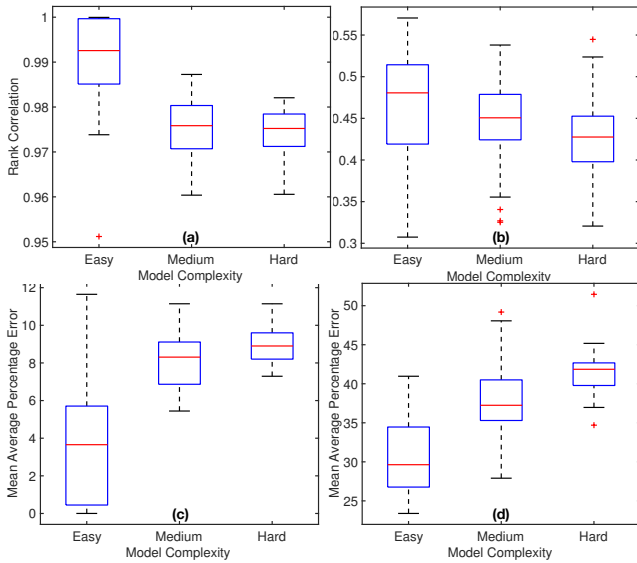 1
0.99
0.98
0.97
0.96
0.95
Rank Correlation
(a)
Easy Medium Hard
Model Complexity
0.55
0.5
0.45
0.4
0.35
0.3
(b)
Easy Medium Hard
Model Complexity
12
10
8
6
4
2
0
Mean Average Percentage Error
(c)
Easy Medium Hard
Model Complexity
50
45
40
35
30
25
Mean Average Percentage Error
(d)
Easy Medium Hard
Model Complexity